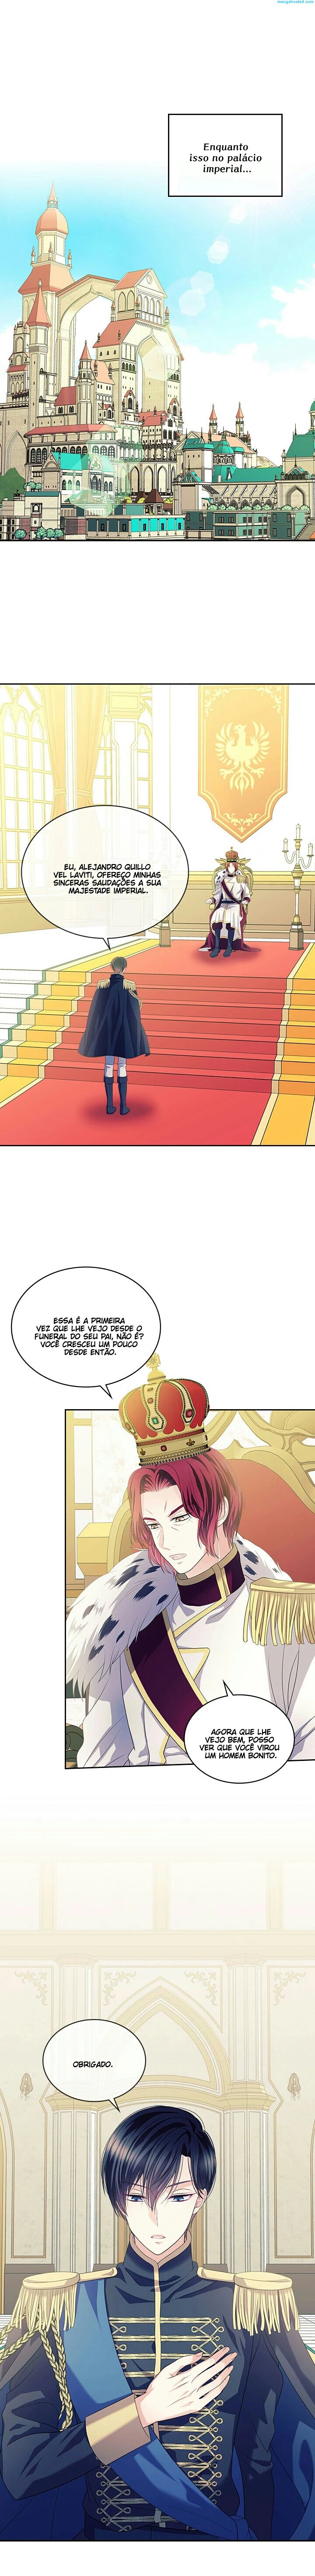 mangahosted.com
Enquanto
isso no palácio
imperial...
EU, ALEJANDRO QUILLO
VEL LAVITI, OFEREÇO MINHAS
SINCERAS SAUDAÇÕES A SUA
MAJESTADE IMPERIAL.
ESSA É A PRIMEIRA
VEZ QUE LHE VEJO DESDE O
FUNERAL DO SEU PAI, NÃO É?
VOCÊ CRESCEU UM POUCO
DESDE ENTÃO.
AGORA QUE LHE
VEJO BEM, POSSO
VER QUE VOCÊ VIROU
UM HOMEM BONITO.
OBRIGADO.